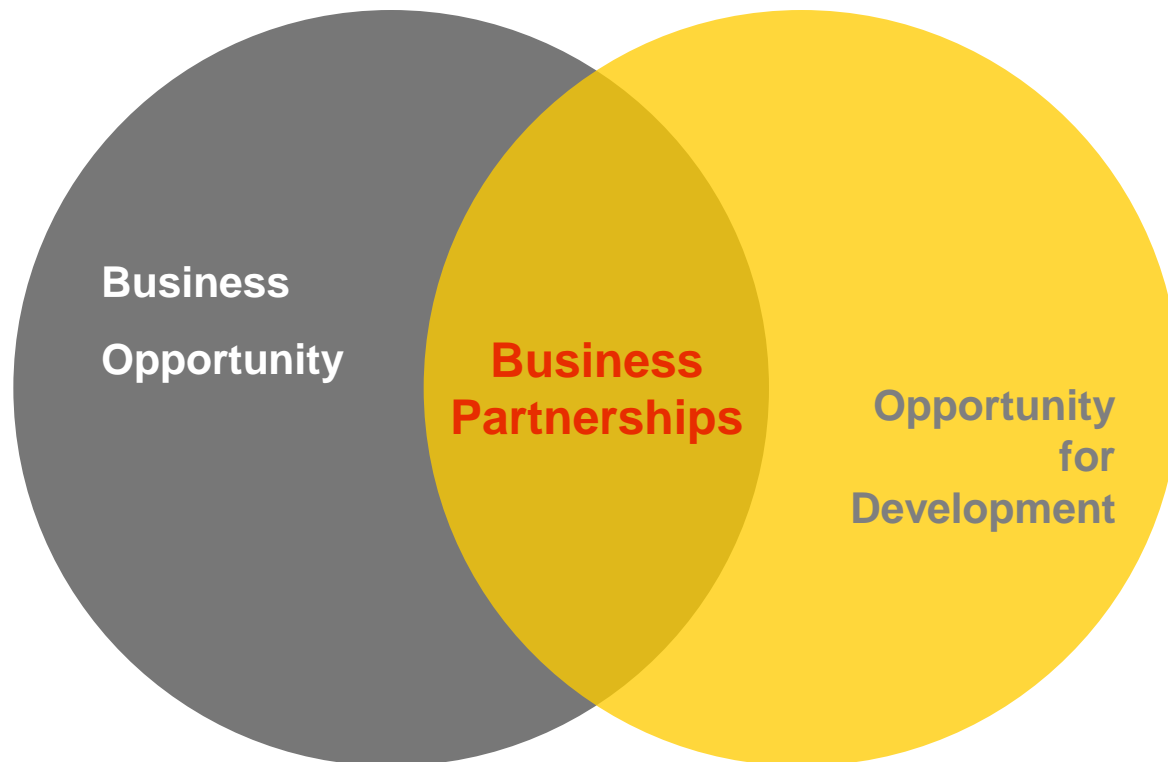 Business
Opportunity
Business
Partnerships
Opportunity
for
Development